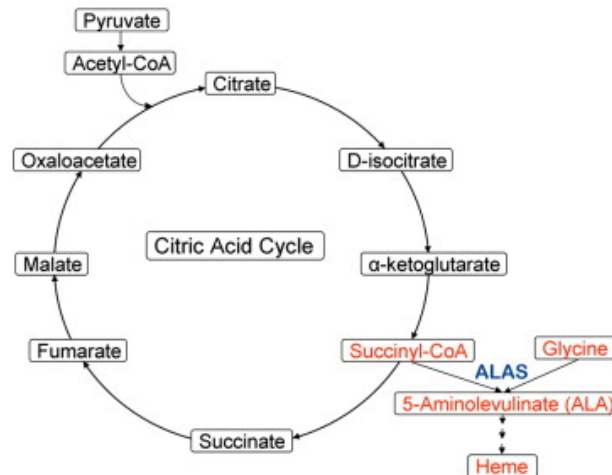 Pyruvate
Acetyl-CoA
Citrate
Oxaloacetate
D-isocitrate
Citric Acid Cycle
Malate
α-ketoglutarate
Fumarate
Succinyl-CoA
Glycine
ALAS
5-Aminolevulinate (ALA)
Succinate
Heme